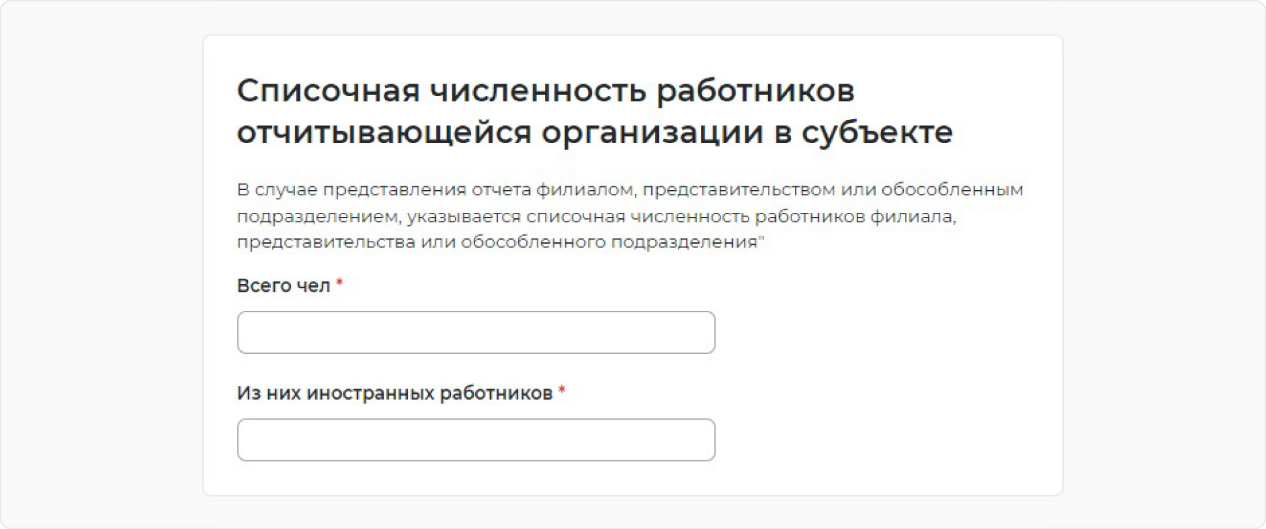 Списочная численность работников
отчитывающейся организации в субъекте
В случае представления отчета филиалом, представительством или обособленным
подразделением, указывается списочная численность работников филиала,
представительства или обособленного подразделения"
Всего чел *
Из них иностранных работников *